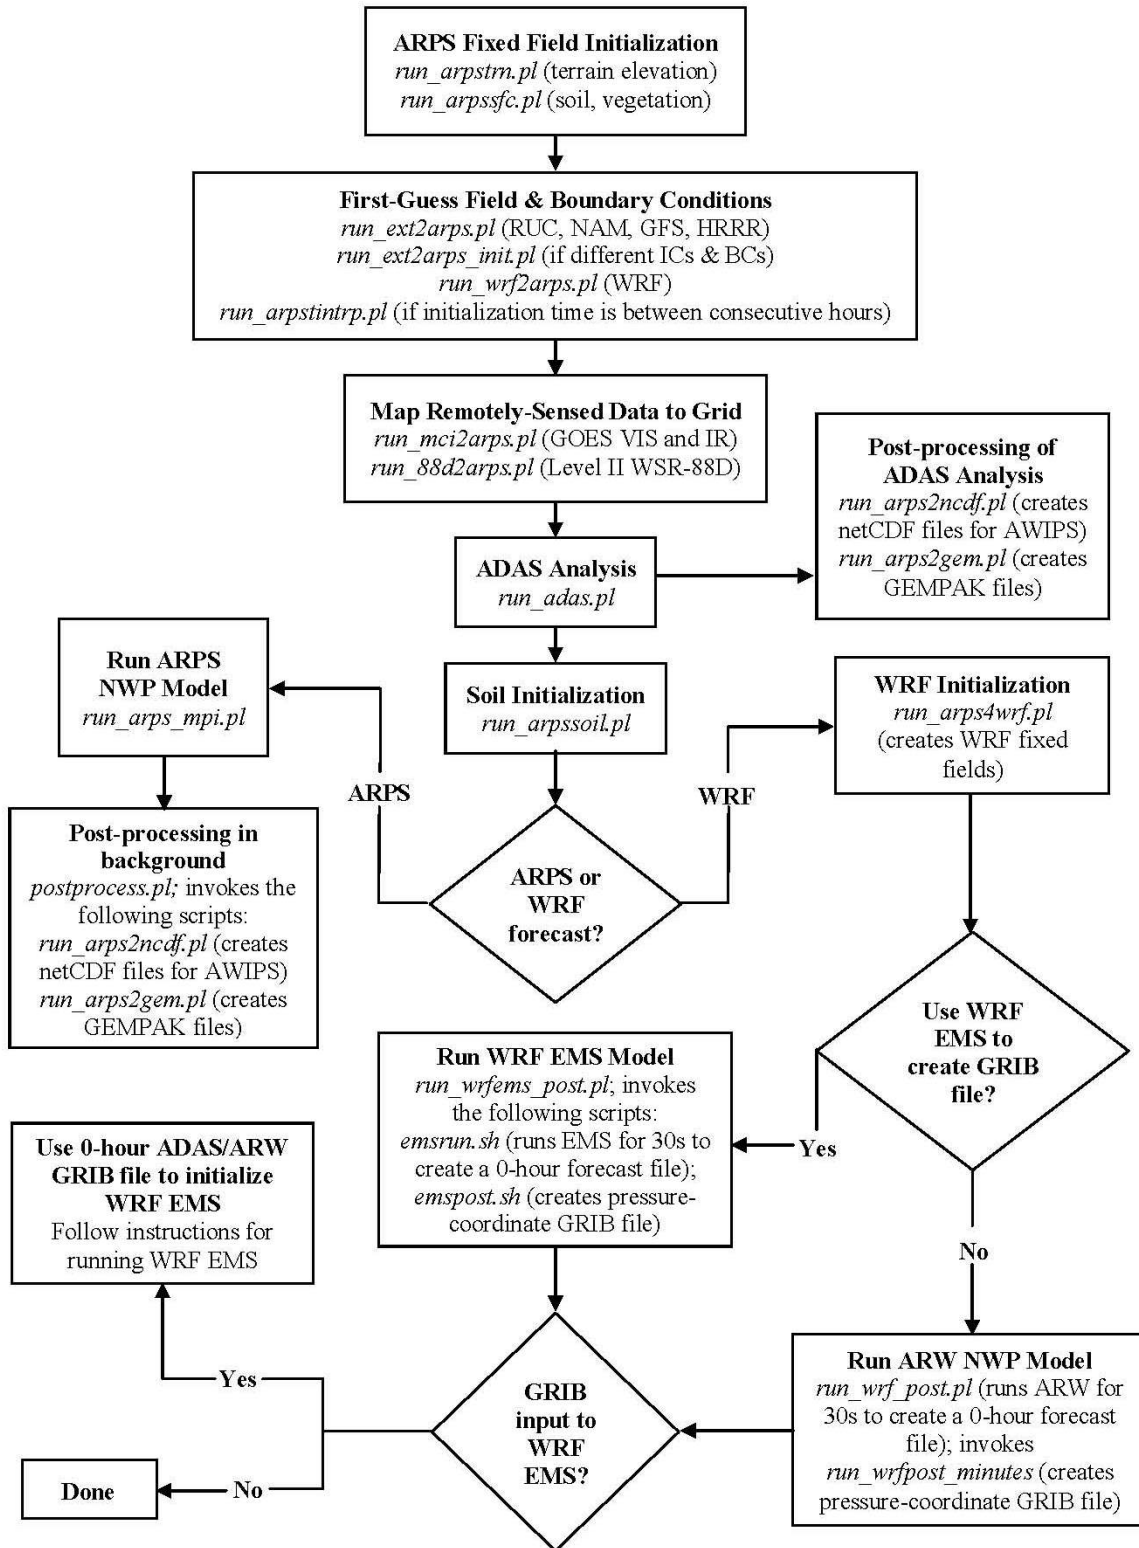 ARPS Fixed Field Initialization
run_arpstrn.pl (terrain elevation)
run_arpssfc.pl (soil, vegetation)
First-Guess Field & Boundary Conditions
run_ext2arps.pl (RUC, NAM, GFS, HRRR)
run_ext2arps_init.pl (if different ICs & BCs)
run_wrf2arps.pl (WRF)
run_arpstintrp.pl (if initialization time is between consecutive hours)
Map Remotely-Sensed Data to Grid
run_mci2arps.pl (GOES VIS and IR)
run_88d2arps.pl (Level II WSR-88D)
Post-processing of
ADAS Analysis
run_arps2ncdf.pl (creates
netCDF files for AWIPS)
run_arps2gem.pl (creates
GEMPAK files)
ADAS Analysis
run_adas.pl
Run ARPS
NWP Model
run_arps_mpi.pl
Soil Initialization
run_arpssoil.pl
WRF Initialization
run_arps4wrf.pl
(creates WRF fixed
fields)
ARPS
WRF
Post-processing in
background
postprocess.pl; invokes the
following scripts:
run_arps2ncdf.pl (creates
netCDF files for AWIPS)
run_arps2gem.pl (creates
GEMPAK files)
ARPS or
WRF
forecast?
Use WRF
EMS to
create GRIB
file?
Run WRF EMS Model
run_wrfems_post.pl; invokes
the following scripts:
emsrun.sh (runs EMS for 30s to
create a 0-hour forecast file);
emspost.sh (creates pressure-
coordinate GRIB file)
Yes
Use 0-hour ADAS/ARW
GRIB file to initialize
WRF EMS
Follow instructions for
running WRF EMS
No
Run ARW NWP Model
run_wrf_post.pl (runs ARW for
30s to create a 0-hour forecast
file); invokes
run_wrfpost_minutes (creates
pressure-coordinate GRIB file)
Yes
GRIB
input to
WRF
EMS?
No
Done